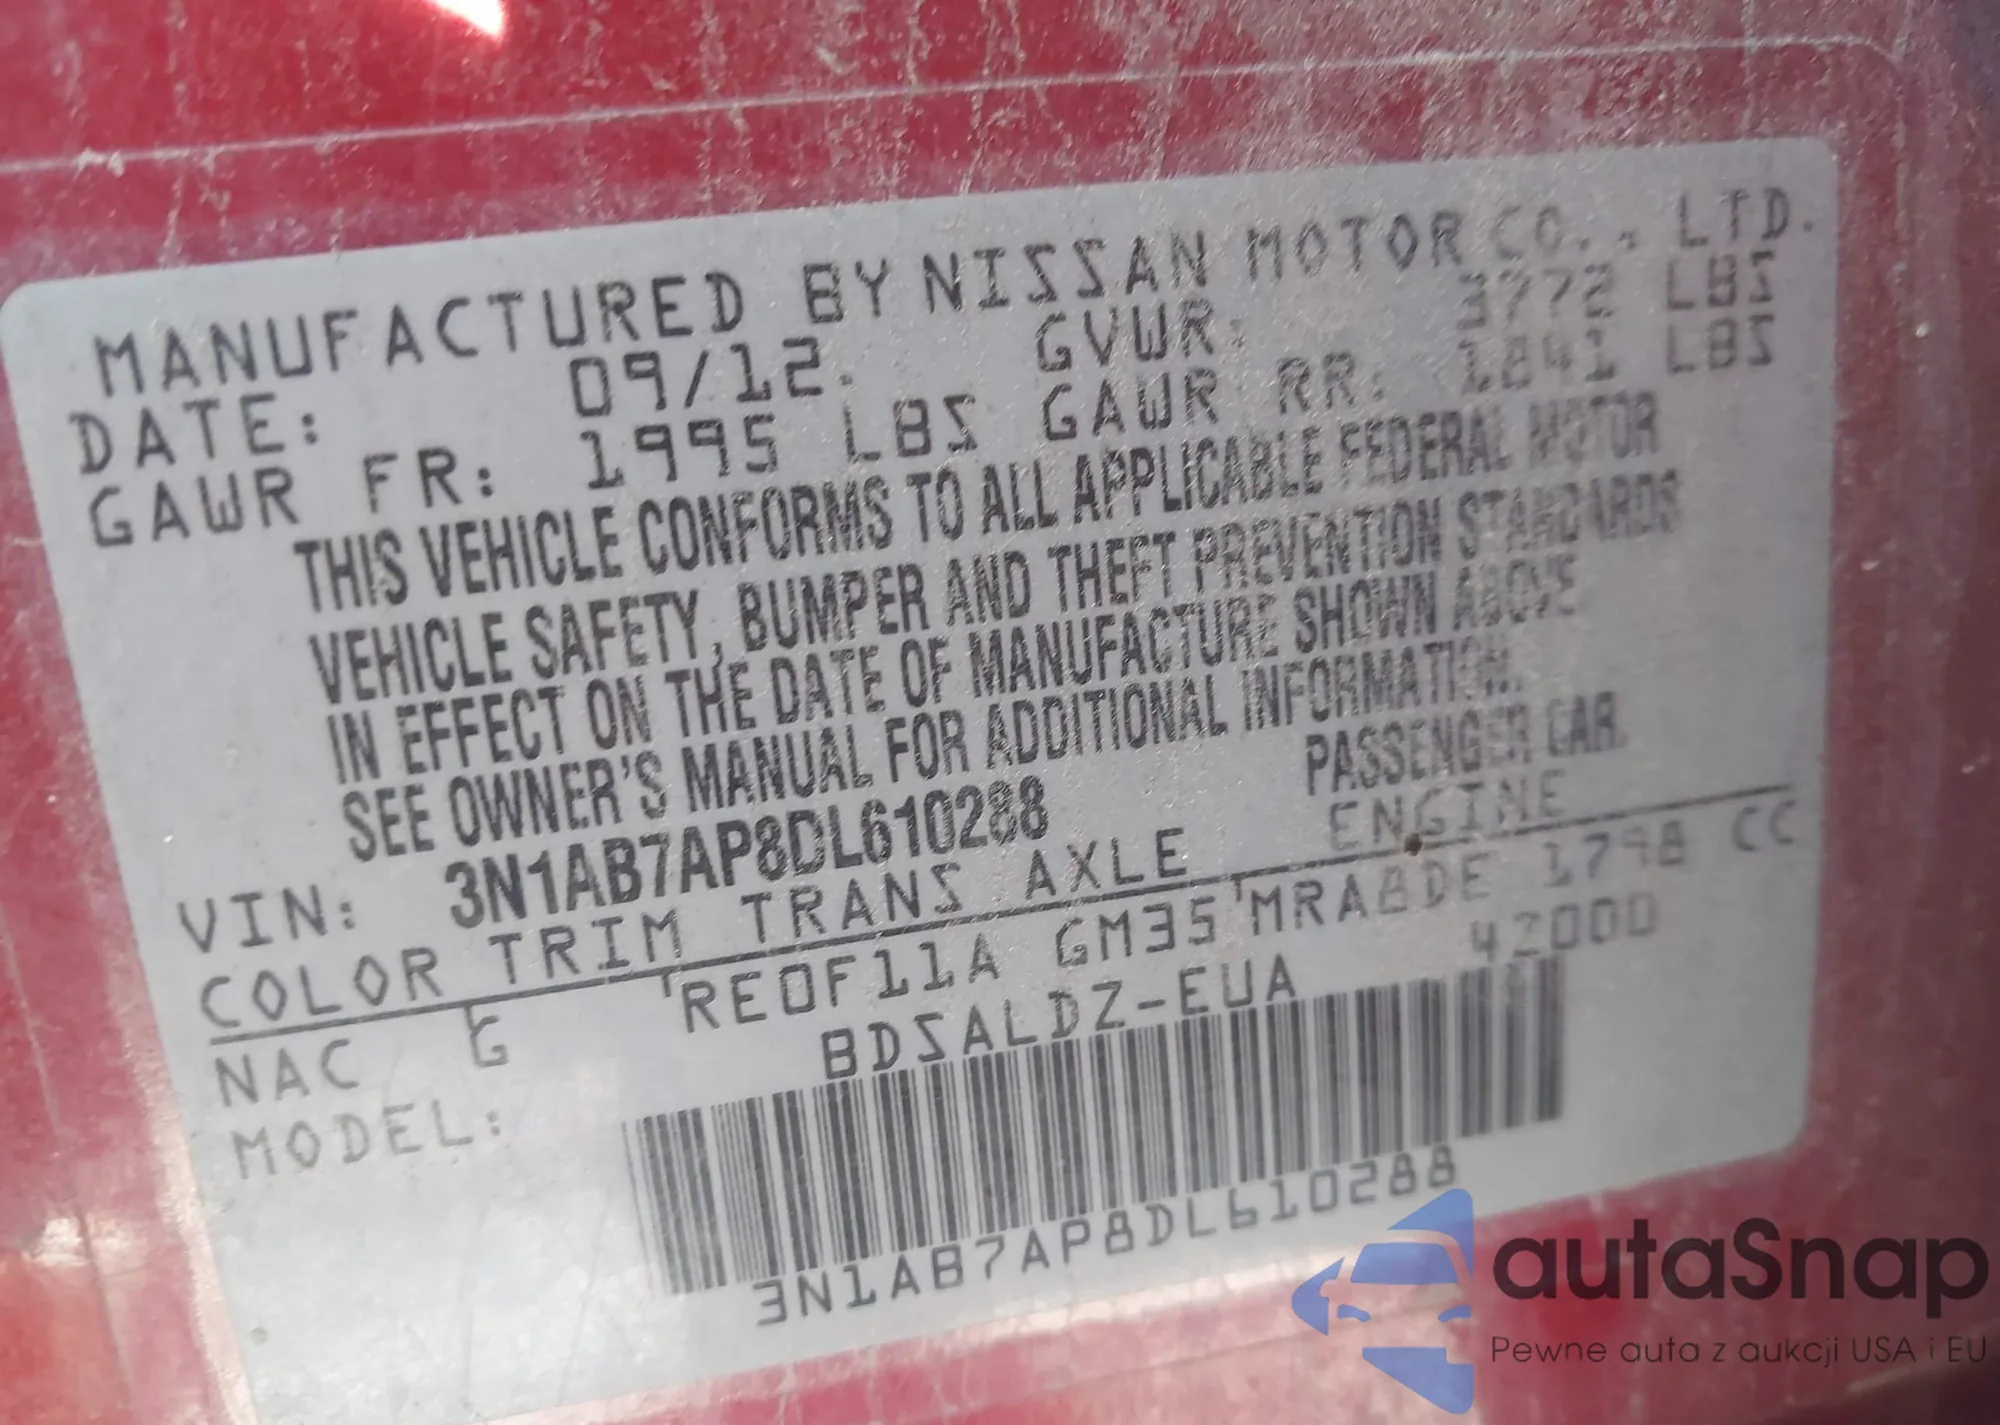 MANUFACTURED BY NISSAN MOTOR CO., LTD.
DATE: 09/12. GVWR: 3772 LBS
GAWR FR: 1995 LBS GAWR RR: 1841 LBS
THIS VEHICLE CONFORMS TO ALL APPLICABLE FEDERAL MOTOR
VEHICLE SAFETY, BUMPER AND THEFT PREVENTION STANDARDS
IN EFFECT ON THE DATE OF MANUFACTURE SHOWN ABOVE
SEE OWNER'S MANUAL FOR ADDITIONAL INFORMATION.
VIN: 3N1AB7AP8DL610288 PASSENGER CAR.
COLOR TRIM TRANS AXLE ENGINE
NAC G RE0F11A GM35 MRA8DE 1798 CC
MODEL: BDSALDZ-EUA 42000
3N1AB7AP8DL610288
autaSnap
Pewne auta z aukcji USA i EU